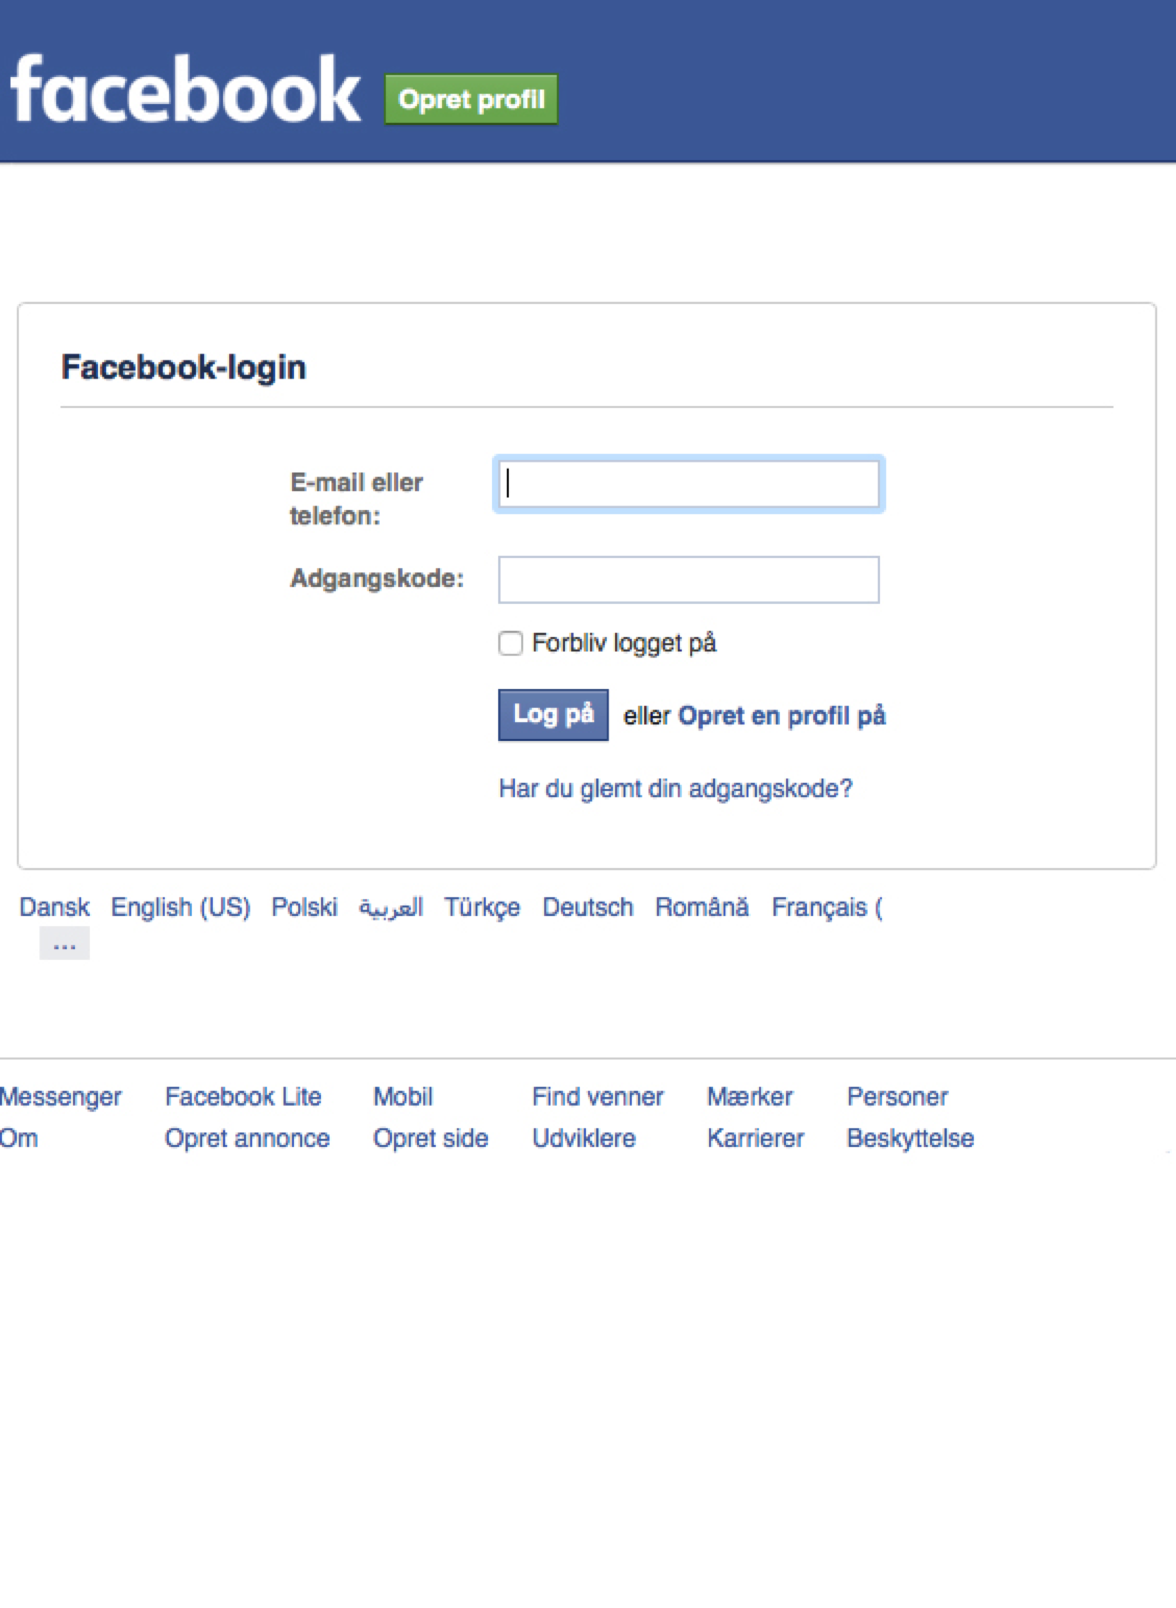 facebook Opret profil
Facebook-login
E-mail eller
telefon:
Adgangskode:
Forbliv logget på
Log på eller Opret en profil på
Har du glemt din adgangskode?
Dansk English (US) Polski العربية Türkçe Deutsch Română Français (
...
Messenger Facebook Lite Mobil Find venner Mærker Personer
Om Opret annonce Opret side Udviklere Karrierer Beskyttelse